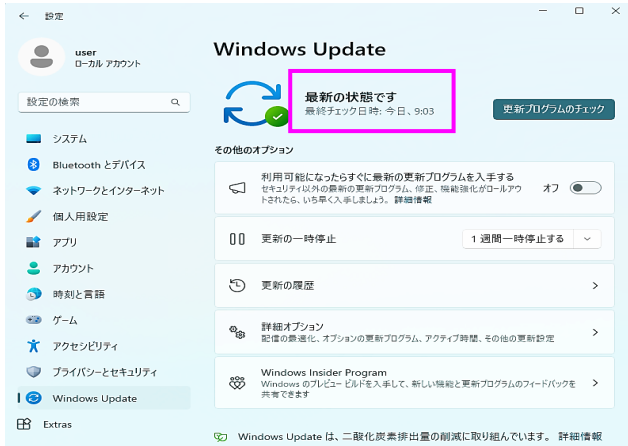 設定
user
ローカル アカウント
設定の検索
システム
Bluetooth とデバイス
ネットワークとインターネット
個人用設定
アプリ
アカウント
時刻と言語
ゲーム
アクセシビリティ
プライバシーとセキュリティ
Windows Update
Extras
Windows Update
最新の状態です
最終チェック日時: 今日、9:03
更新プログラムのチェック
その他のオプション
利用可能になったらすぐに最新の更新プログラムを入手する
セキュリティ以外の最新の更新プログラム、修正、機能強化がロールアウ
トされたら、いち早く入手しましょう。 詳細情報
オフ
更新の一時停止
1 週間一時停止する
更新の履歴
詳細オプション
配信の最適化、オプションの更新プログラム、アクティブ時間、その他の更新設定
Windows Insider Program
Windows のプレビュー ビルドを入手して、新しい機能と更新プログラムのフィードバックを
共有できます
Windows Update は、二酸化炭素排出量の削減に取り組んでいます。 詳細情報